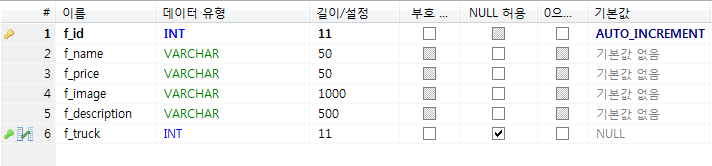 # 이름 데이터 유형 길이/설정 부호 ... NULL 허용 0으... 기본값
1 f_id INT 11 AUTO_INCREMENT
2 f_name VARCHAR 50 기본값 없음
3 f_price VARCHAR 50 기본값 없음
4 f_image VARCHAR 1000 기본값 없음
5 f_description VARCHAR 500 기본값 없음
6 f_truck INT 11 NULL